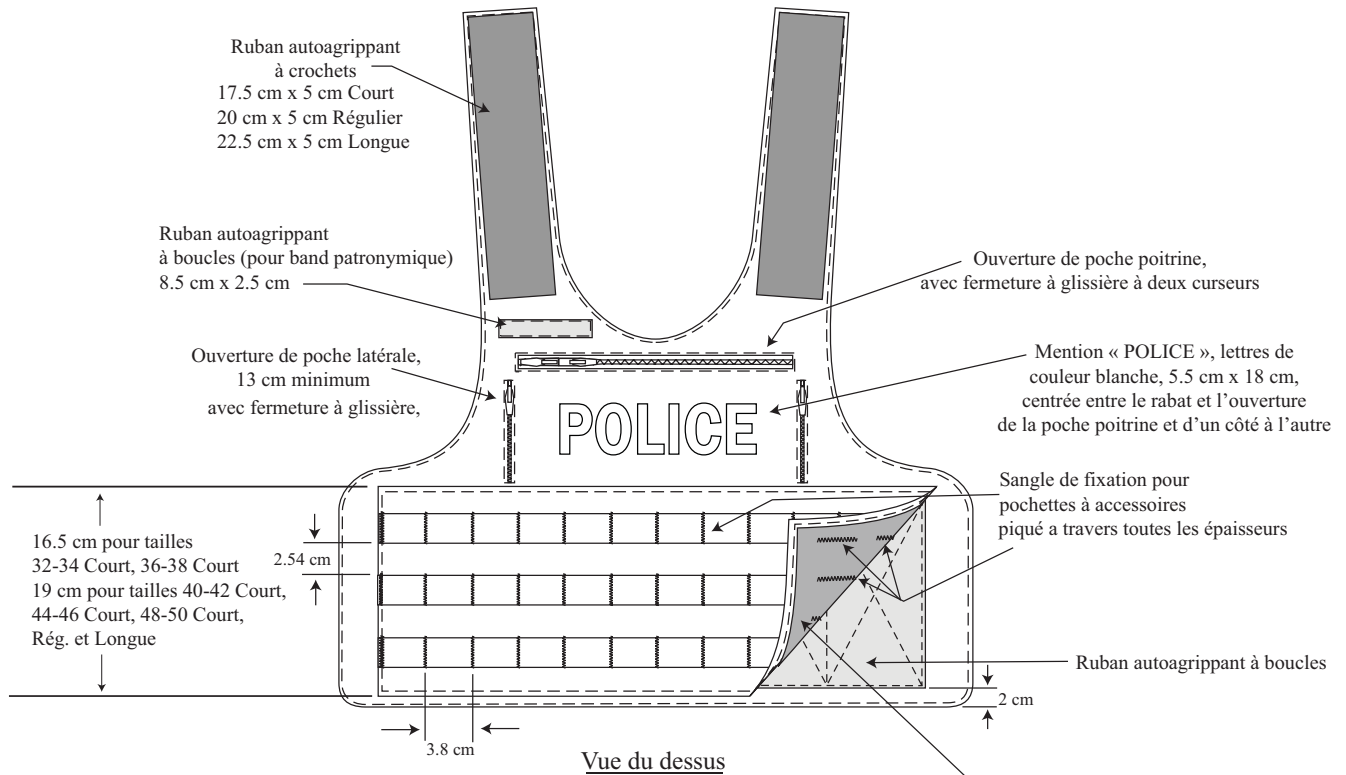 Ruban autoagrippant
à crochets
17.5 cm x 5 cm Court
20 cm x 5 cm Régulier
22.5 cm x 5 cm Longue
Ruban autoagrippant
à boucles (pour band patronymique)
8.5 cm x 2.5 cm
Ouverture de poche latérale,
13 cm minimum
avec fermeture à glissière,
Ouverture de poche poitrine,
avec fermeture à glissière à deux curseurs
Mention « POLICE », lettres de
couleur blanche, 5.5 cm x 18 cm,
centrée entre le rabat et l’ouverture
de la poche poitrine et d’un côté à l’autre
POLICE
Sangle de fixation pour
pochettes à accessoires
piqué a travers toutes les épaisseurs
16.5 cm pour tailles
32-34 Court, 36-38 Court
19 cm pour tailles 40-42 Court,
44-46 Court, 48-50 Court,
Rég. et Longue
2.54 cm
Ruban autoagrippant à boucles
2 cm
3.8 cm
Vue du dessus